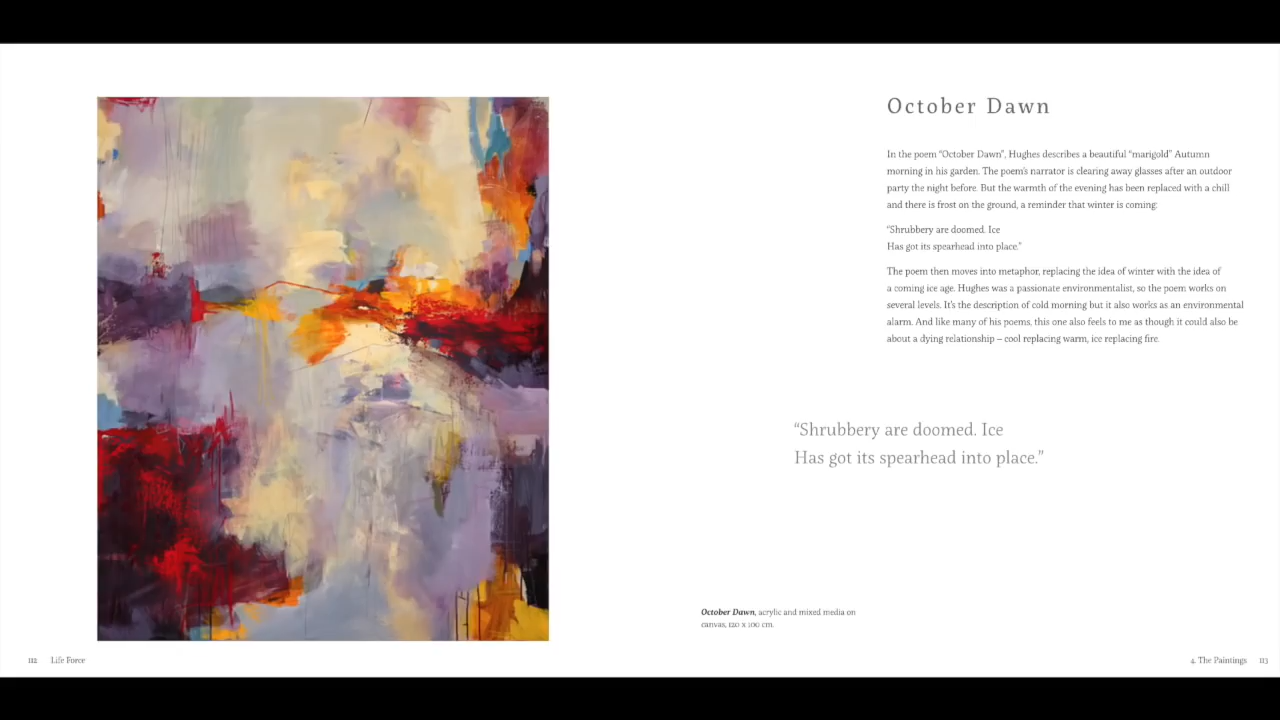 October Dawn
In the poem “October Dawn”, Hughes describes a beautiful “marigold” Autumn
morning in his garden. The poem’s narrator is clearing away glasses after an outdoor
party the night before. But the warmth of the evening has been replaced with a chill
and there is frost on the ground, a reminder that winter is coming:
“Shrubbery are doomed. Ice
Has got its spearhead into place.”
The poem then moves into metaphor, replacing the idea of winter with the idea of
a coming ice age. Hughes was a passionate environmentalist, so the poem works on
several levels. It’s the description of cold morning but it also works as an environmental
alarm. And like many of his poems, this one also feels to me as though it could also be
about a dying relationship – cool replacing warm, ice replacing fire.
“Shrubbery are doomed. Ice
Has got its spearhead into place.”
October Dawn, acrylic and mixed media on
canvas, 120 x 100 cm.
112 Life Force
4. The Paintings 113